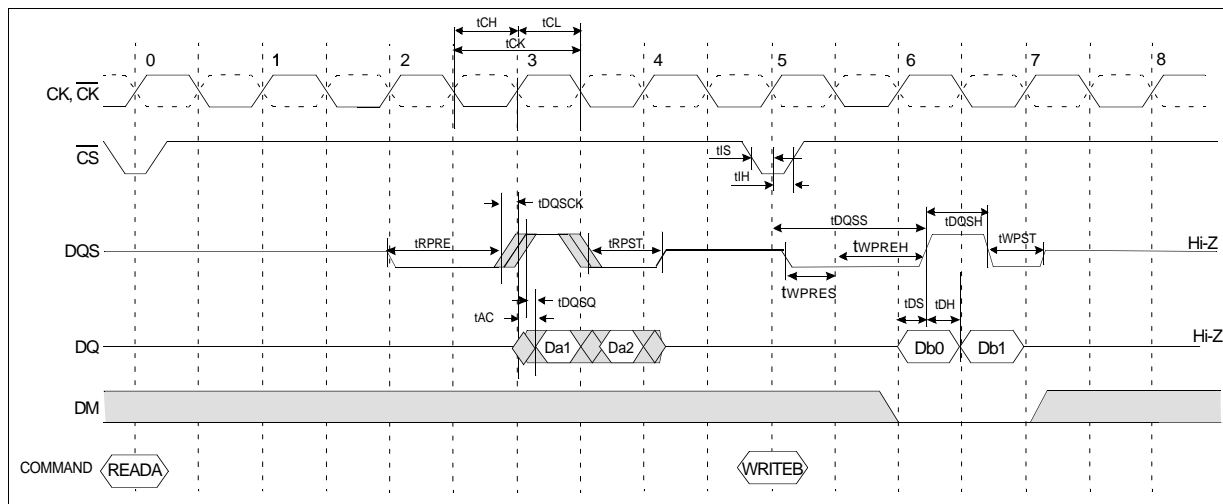 tCH tCL
tCK
0 1 2 3 4 5 6 7 8
CK, CK
CS
tIS
tIH
tDQSCK
tDQSS
tDQSH
DQS
tRPRE
tRPST
tWPREH
tWPST
Hi-Z
tWPRES
tDQSQ
tAC
tDS tDH
DQ
Da1 Da2
Db0 Db1
Hi-Z
DM
COMMAND
READA
WRITEB